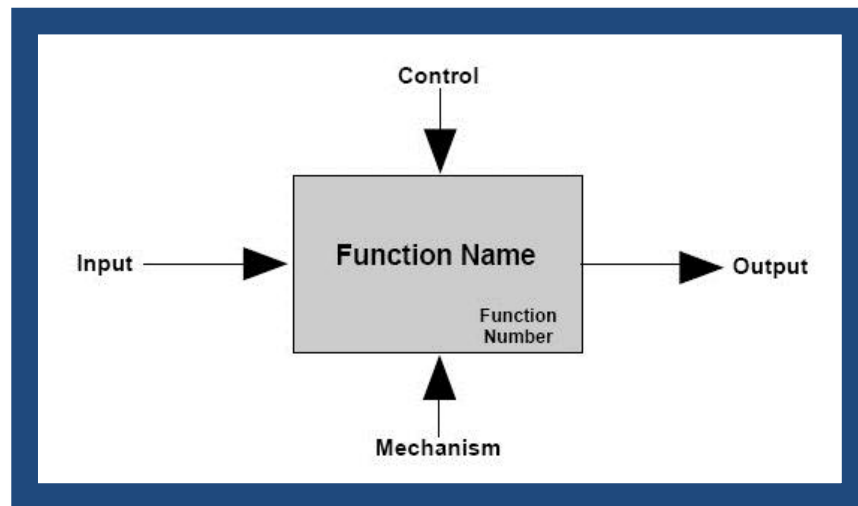 Control
Input
Function Name
Output
Function
Number
Mechanism